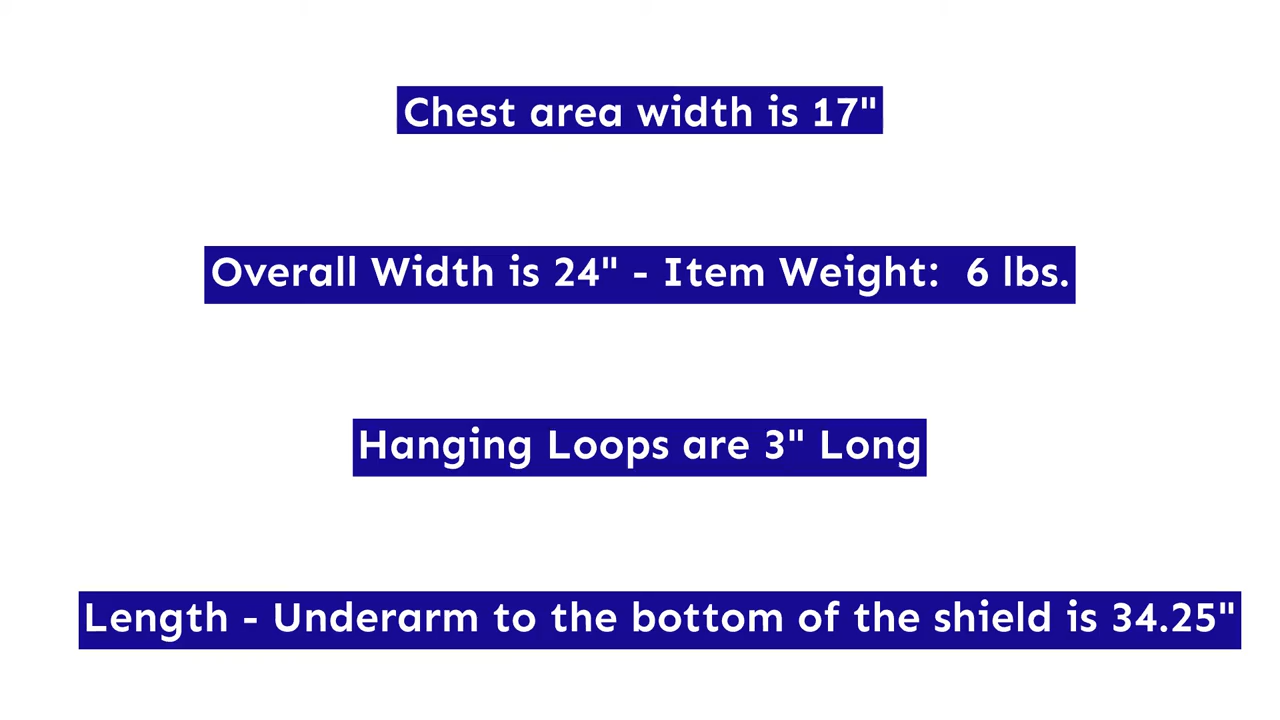 Chest area width is 17"
Overall Width is 24" - Item Weight:  6 lbs.
Hanging Loops are 3" Long
Length - Underarm to the bottom of the shield is 34.25"